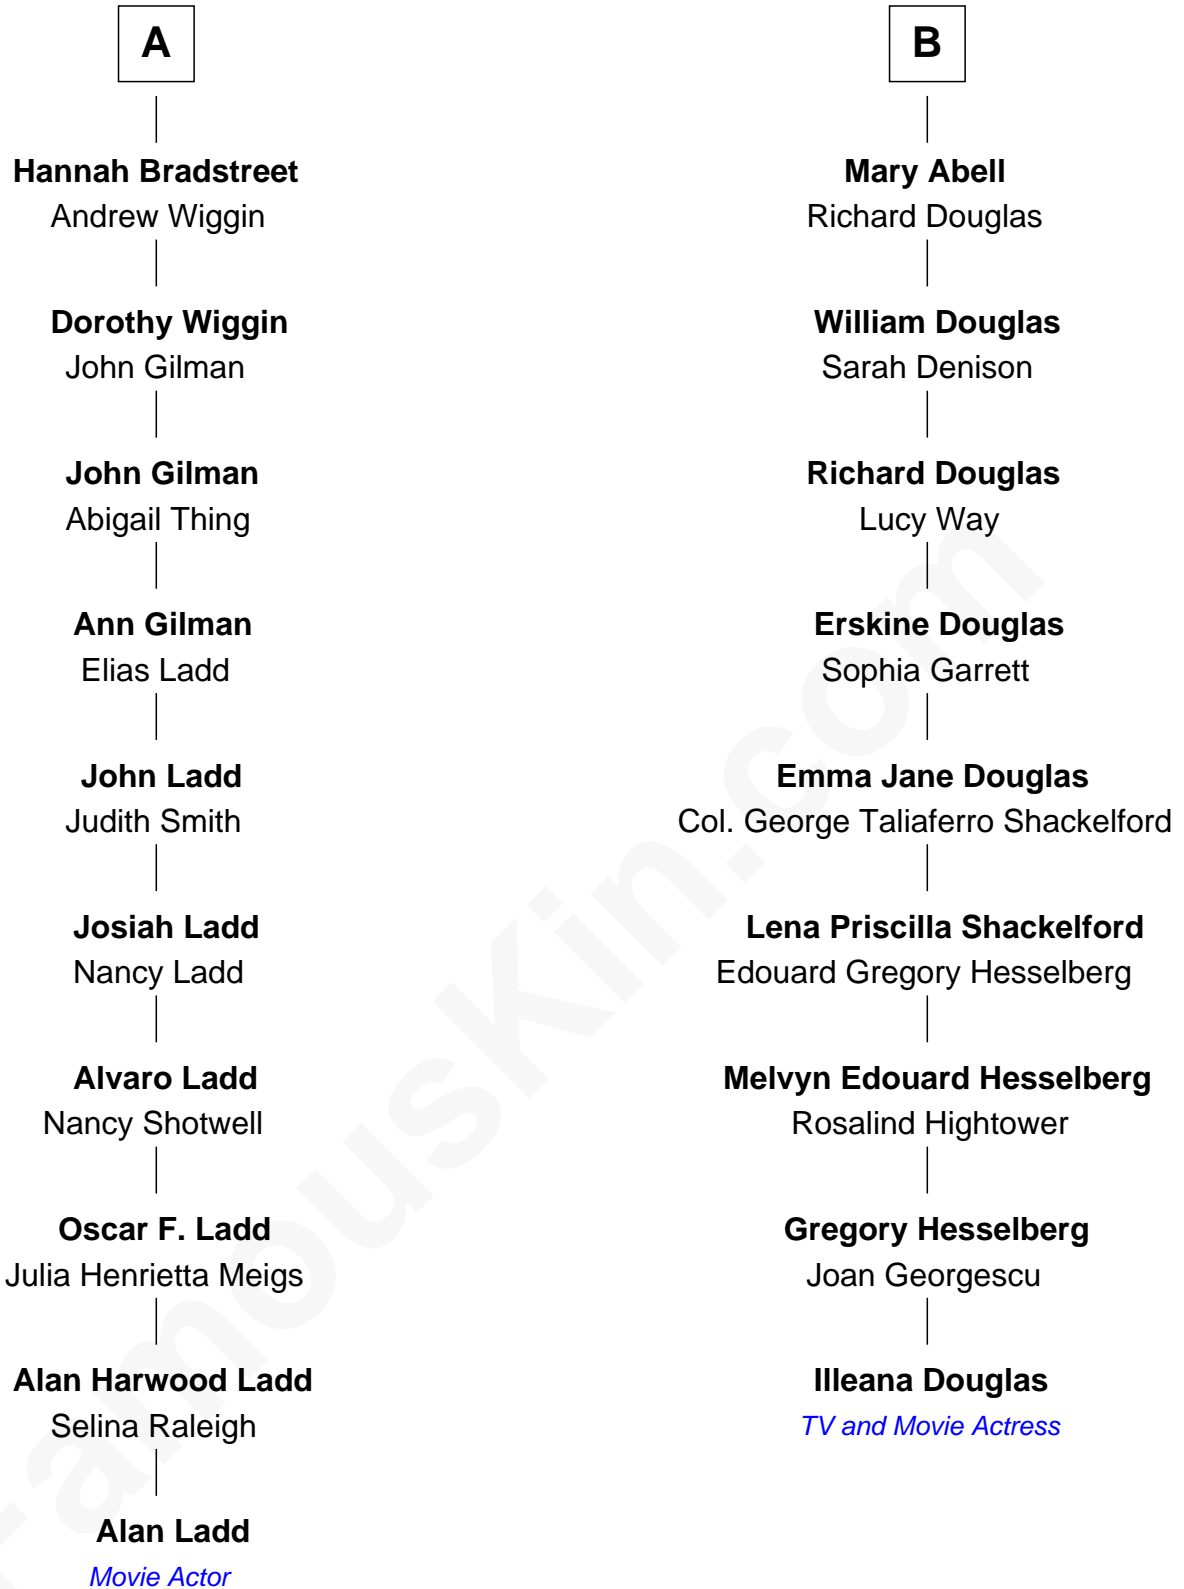 A
Hannah Bradstreet
Andrew Wiggin
Dorothy Wiggin
John Gilman
John Gilman
Abigail Thing
Ann Gilman
Elias Ladd
John Ladd
Judith Smith
Josiah Ladd
Nancy Ladd
Alvaro Ladd
Nancy Shotwell
Oscar F. Ladd
Julia Henrietta Meigs
Alan Harwood Ladd
Selina Raleigh
Alan Ladd
Movie Actor
B
Mary Abell
Richard Douglas
William Douglas
Sarah Denison
Richard Douglas
Lucy Way
Erskine Douglas
Sophia Garrett
Emma Jane Douglas
Col. George Taliaferro Shackelford
Lena Priscilla Shackelford
Edouard Gregory Hesselberg
Melvyn Edouard Hesselberg
Rosalind Hightower
Gregory Hesselberg
Joan Georgescu
Illeana Douglas
TV and Movie Actress
FamousKin.com